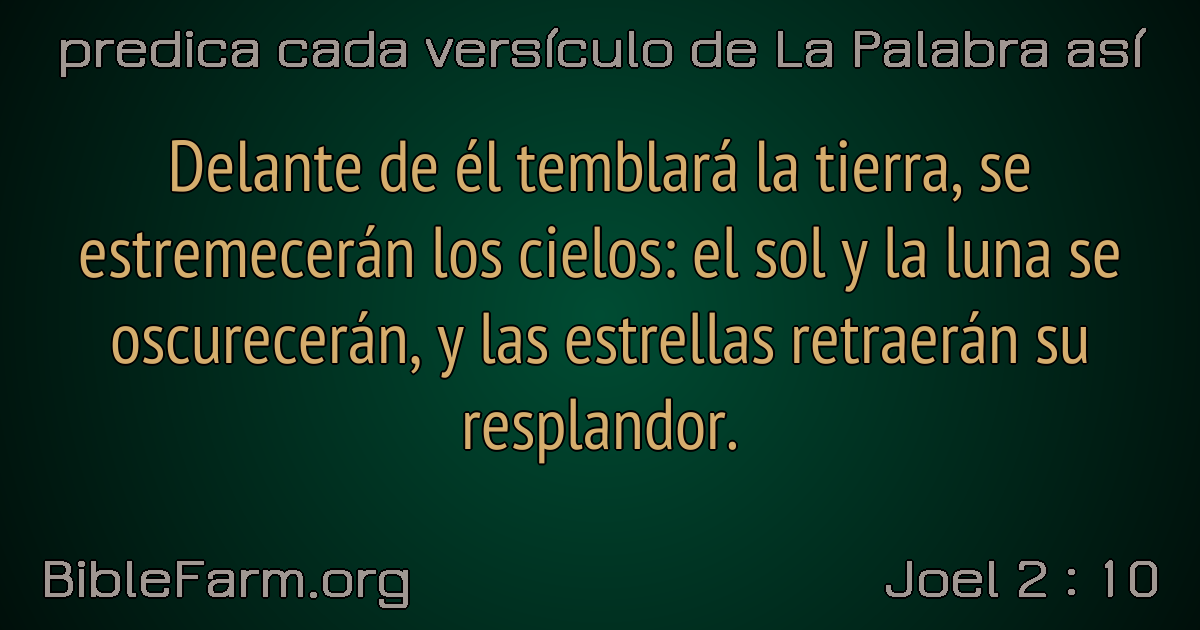 predica cada versículo de La Palabra así
Delante de él temblará la tierra, se
estremecerán los cielos: el sol y la luna se
oscurecerán, y las estrellas retraerán su
resplandor.
BibleFarm.org
Joel 2 : 10